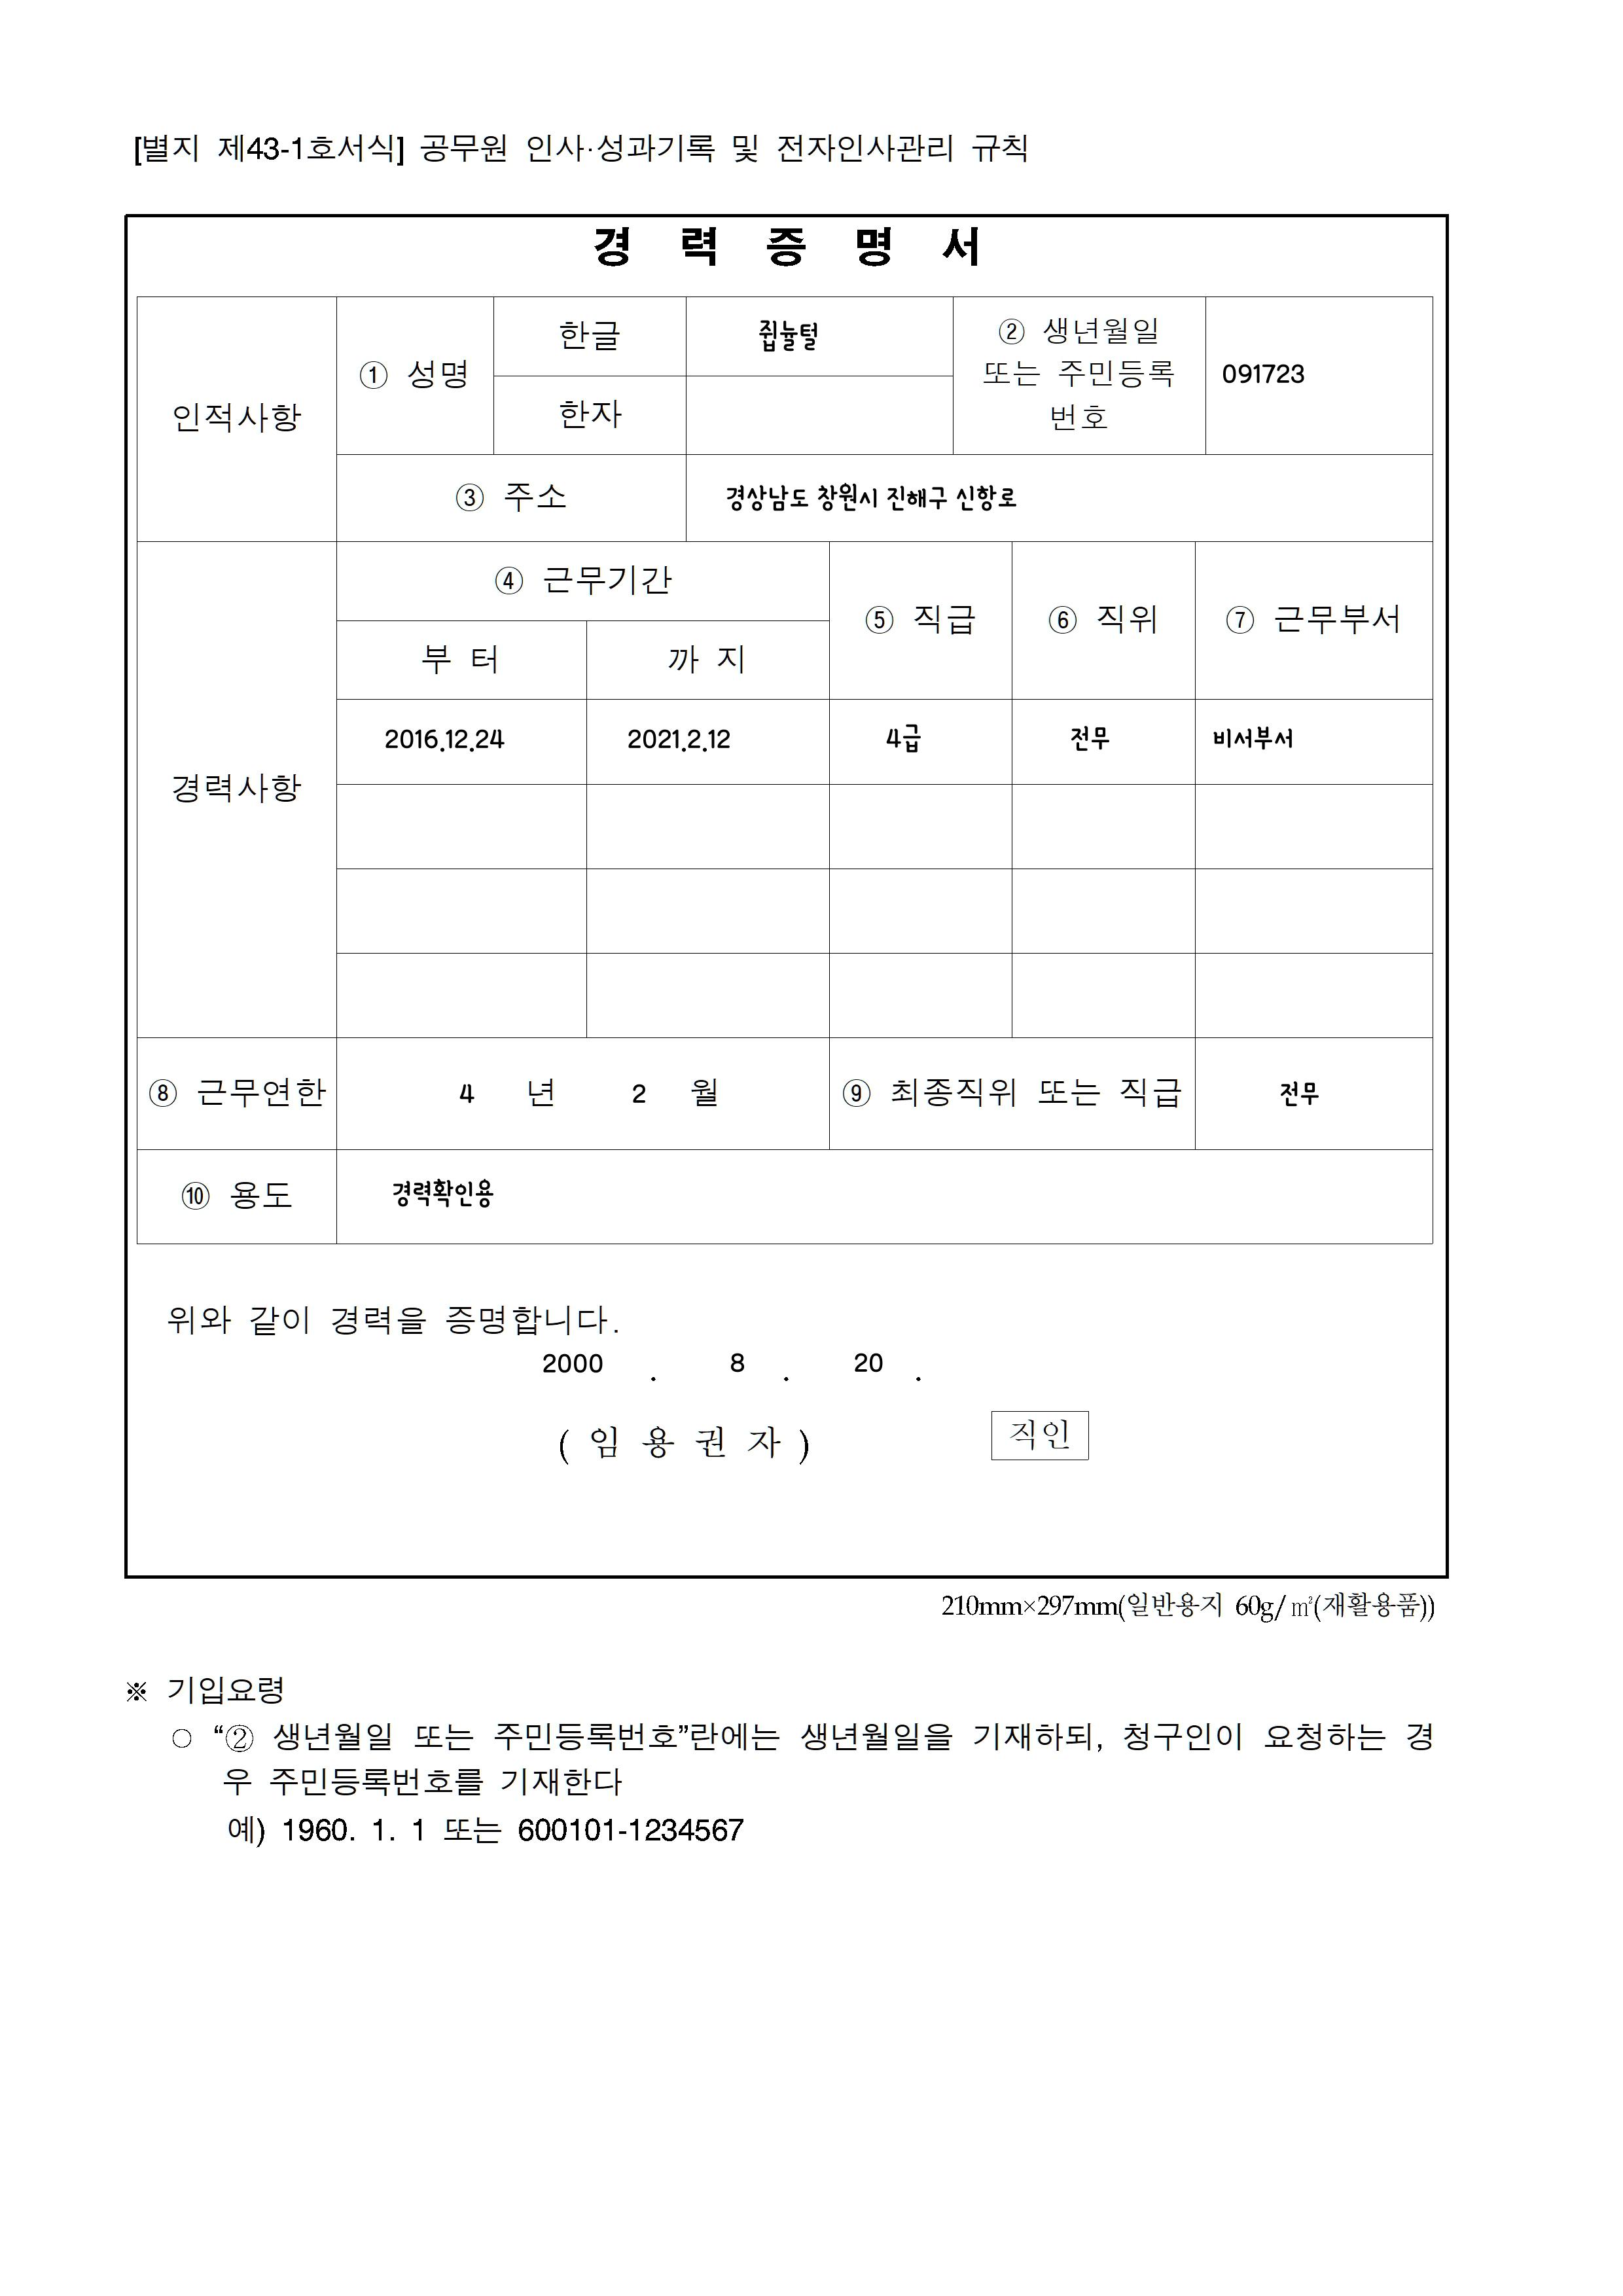 [별지 제43-1호서식] 공무원 인사·성과기록 및 전자인사관리 규칙
경 력 증 명 서
인적사항
① 성명
한글
쥡눌털
② 생년월일
또는 주민등록
번호
091723
한자
③ 주소
경상남도 창원시 진해구 신항로
경력사항
④ 근무기간
⑤ 직급
⑥ 직위
⑦ 근무부서
부 터
까 지
2016.12.24
2021.2.12
4급
전무
비서부서
⑧ 근무연한
4 년 2 월
⑨ 최종직위 또는 직급
전무
⑩ 용도
경력확인용
위와 같이 경력을 증명합니다.
2000 . 8 . 20 .
( 임 용 권 자 )
직인
210mm×297mm(일반용지 60g/㎡(재활용품))
※ 기입요령
○ “② 생년월일 또는 주민등록번호”란에는 생년월일을 기재하되, 청구인이 요청하는 경
우 주민등록번호를 기재한다
예) 1960. 1. 1 또는 600101-1234567